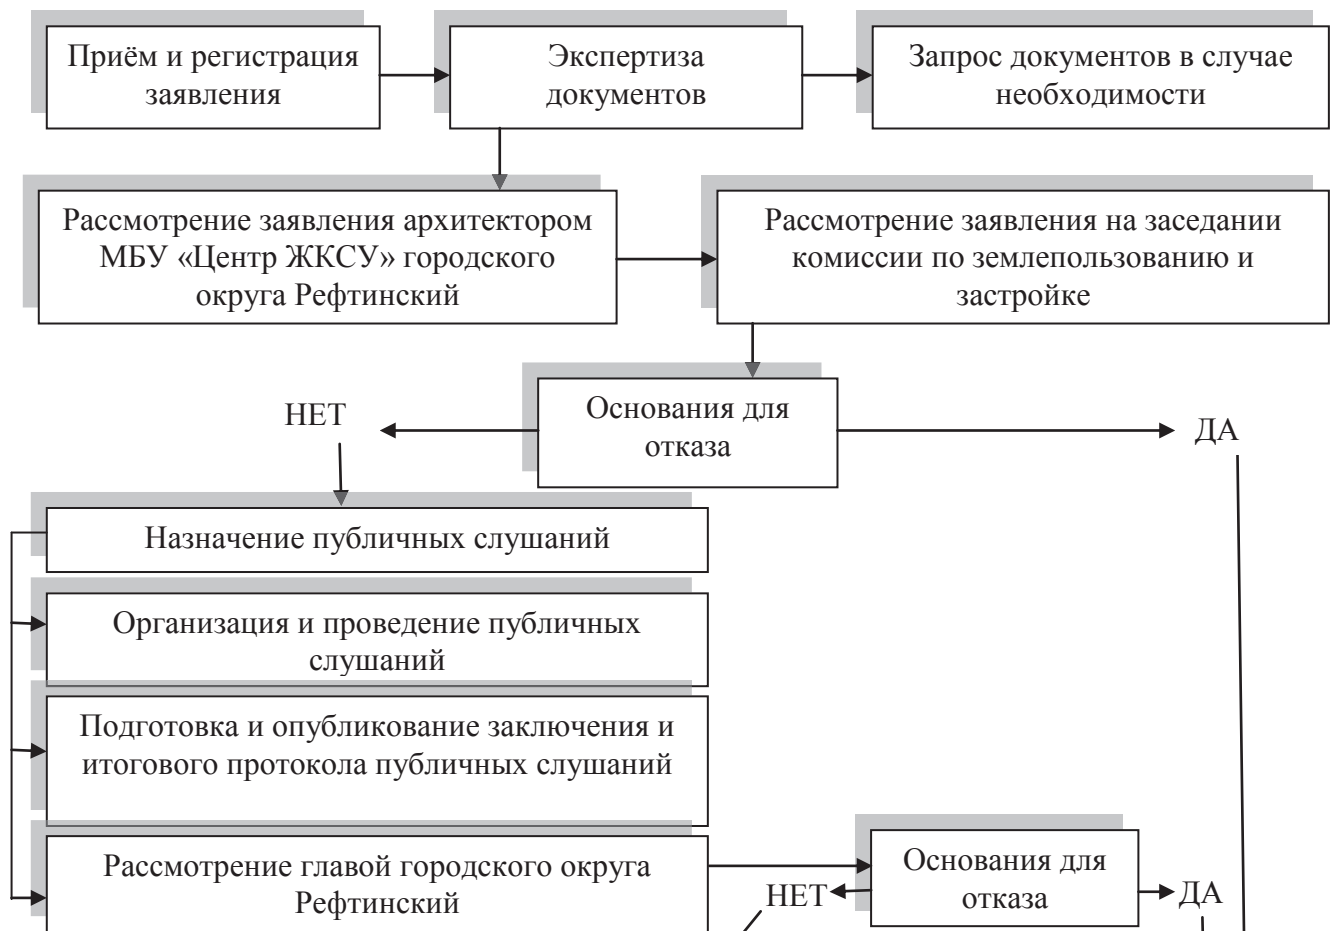 Приём и регистрация
заявления
Экспертиза
документов
Запрос документов в случае
необходимости
Рассмотрение заявления архитектором
МБУ «Центр ЖКСУ» городского
округа Рефтинский
Рассмотрение заявления на заседании
комиссии по землепользованию и
застройке
Основания для
отказа
НЕТ
ДА
Назначение публичных слушаний
Организация и проведение публичных
слушаний
Подготовка и опубликование заключения и
итогового протокола публичных слушаний
Рассмотрение главой городского округа
Рефтинский
Основания для
отказа
НЕТ
ДА